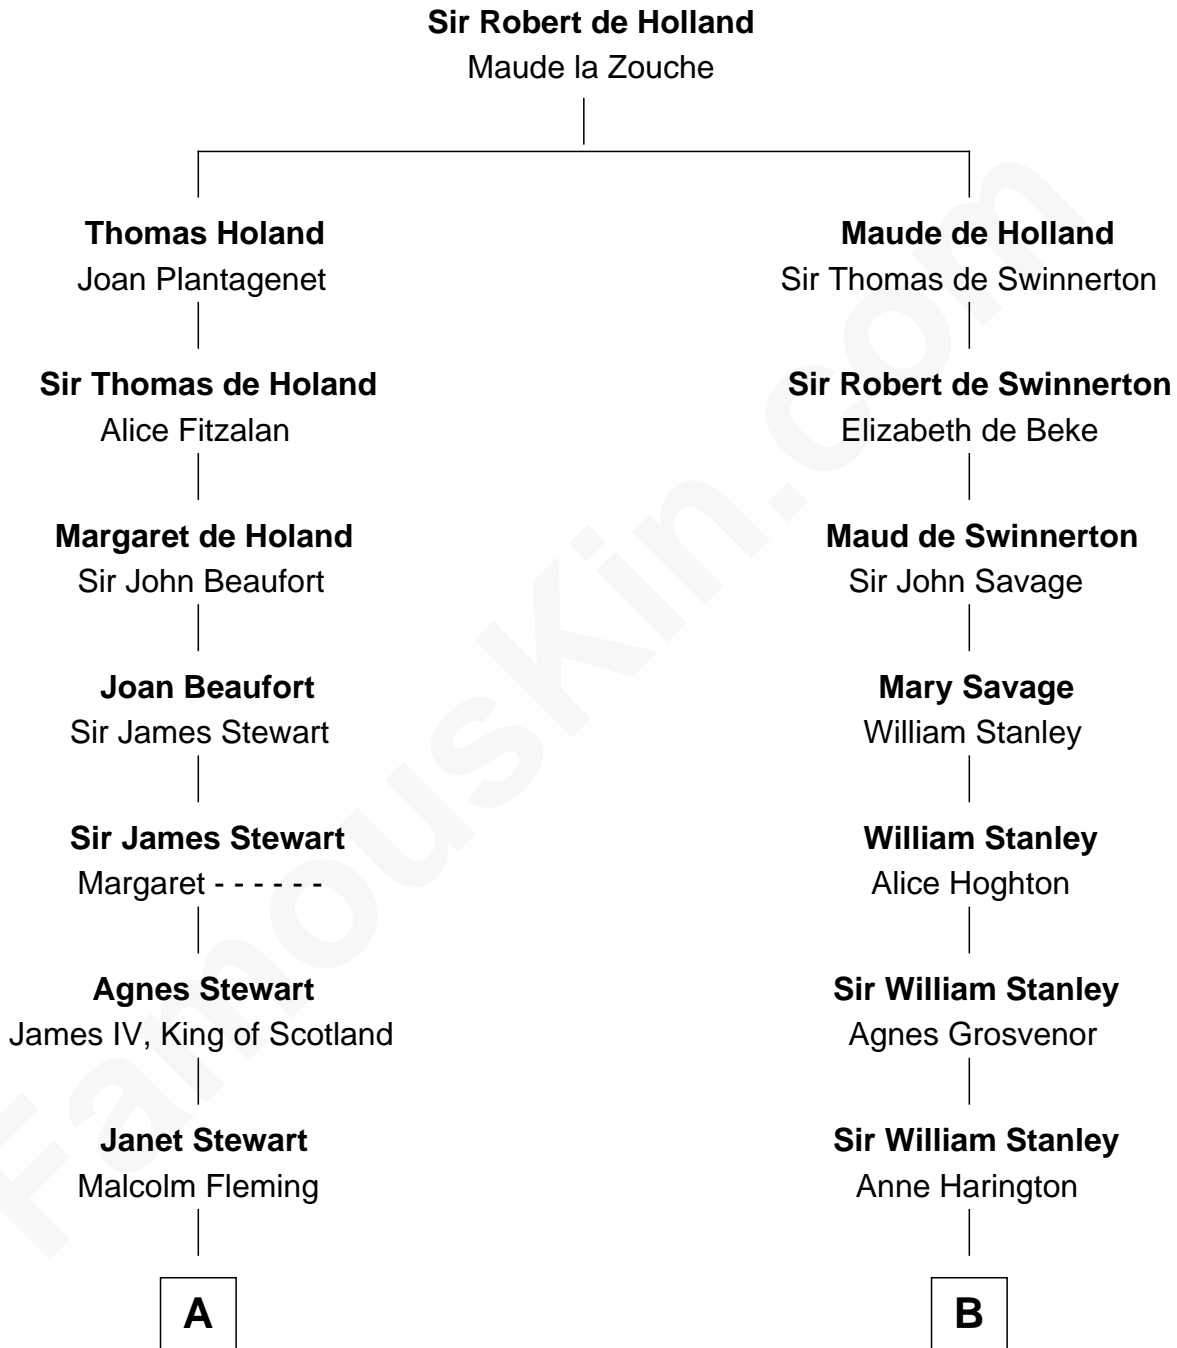 Sir Robert de Holland
Maude la Zouche
Thomas Holand
Joan Plantagenet
Sir Thomas de Holand
Alice Fitzalan
Margaret de Holand
Sir John Beaufort
Joan Beaufort
Sir James Stewart
Sir James Stewart
Margaret - - - - - -
Agnes Stewart
James IV, King of Scotland
Janet Stewart
Malcolm Fleming
A
Maude de Holland
Sir Thomas de Swinnerton
Sir Robert de Swinnerton
Elizabeth de Beke
Maud de Swinnerton
Sir John Savage
Mary Savage
William Stanley
William Stanley
Alice Hoghton
Sir William Stanley
Agnes Grosvenor
Sir William Stanley
Anne Harington
B
FamousKin.com